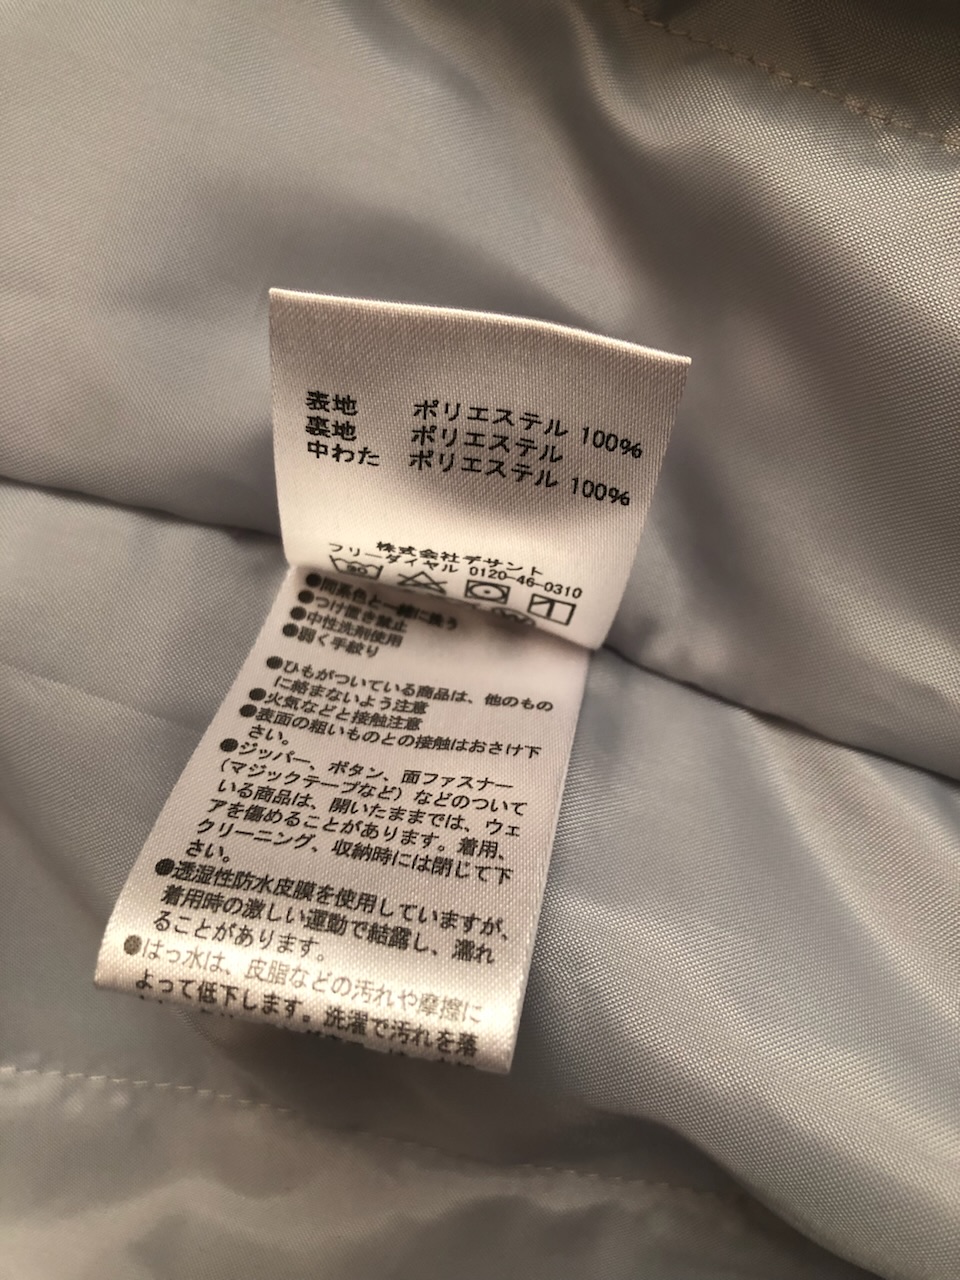 表地 ポリエステル 100%
裏地 ポリエステル
中わた ポリエステル 100%
株式会社デサント
フリーダイヤル 0120-46-0310
●同系色と一緒に洗う
●つけ置き禁止
●中性洗剤使用
●弱く手絞り
●ひもがついている商品は、他のもの
に絡まないよう注意
●火気などと接触注意
●表面の粗いものとの接触はおさけ下
さい。
●ジッパー、ボタン、面ファスナー
(マジックテープなど)などのついて
いる商品は、開いたままでは、ウェ
アを傷めることがあります。着用、
クリーニング、収納時には閉じて下
さい。
●透湿性防水皮膜を使用していますが、
着用時の激しい運動で結露し、濡れ
ることがあります。
●はっ水は、皮脂などの汚れや摩擦に
よって低下します。洗濯で汚れを落